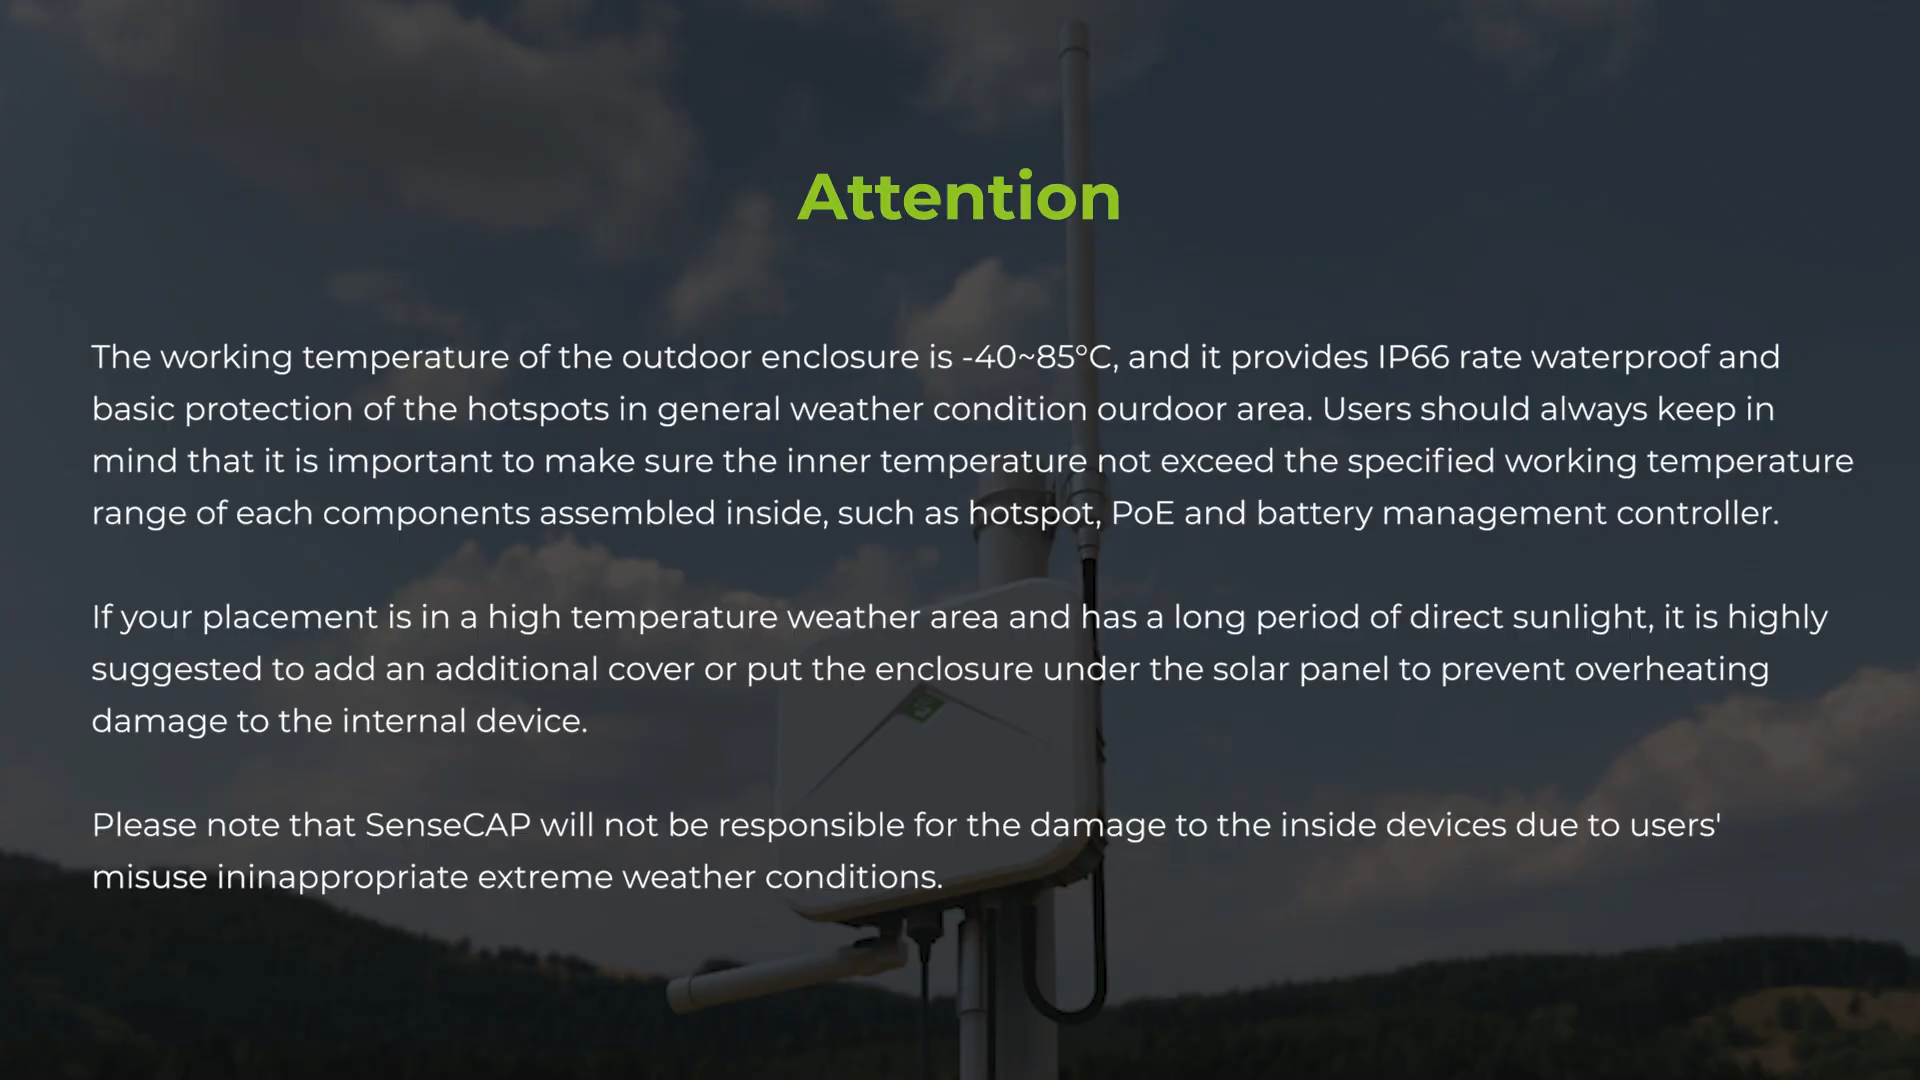 Attention
The working temperature of the outdoor enclosure is -40~85°C, and it provides IP66 rate waterproof and
basic protection of the hotspots in general weather condition ourdoor area. Users should always keep in
mind that it is important to make sure the inner temperature not exceed the specified working temperature
range of each components assembled inside, such as hotspot, PoE and battery management controller.
If your placement is in a high temperature weather area and has a long period of direct sunlight, it is highly
suggested to add an additional cover or put the enclosure under the solar panel to prevent overheating
damage to the internal device.
Please note that SenseCAP will not be responsible for the damage to the inside devices due to users'
misuse ininappropriate extreme weather conditions.